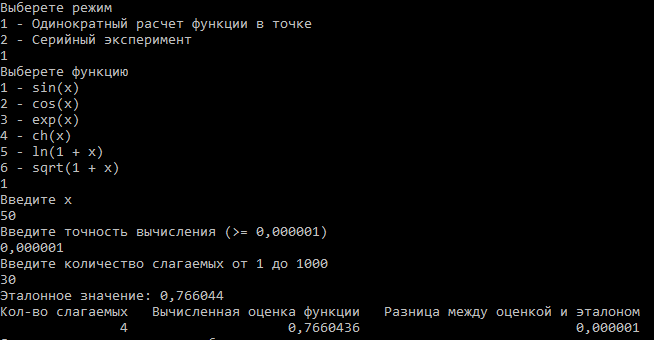 Выберете режим
1 - Одинократный расчет функции в точке
2 - Серийный эксперимент
1
Выберете функцию
1 - sin(x)
2 - cos(x)
3 - exp(x)
4 - ch(x)
5 - ln(1 + x)
6 - sqrt(1 + x)
1
Введите x
50
Введите точность вычисления (>= 0,000001)
0,000001
Введите количество слагаемых от 1 до 1000
30
Эталонное значение: 0,766044
Кол-во слагаемых Вычисленная оценка функции Разница между оценкой и эталоном
4 0,7660436 0,000001